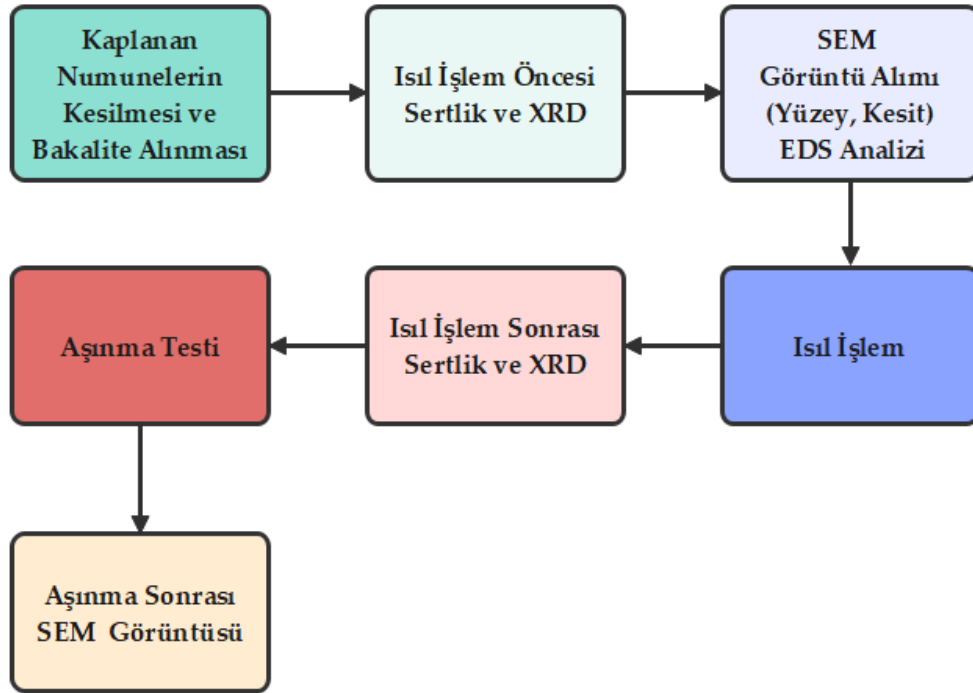 Kaplanan
Numunelerin
Kesilmesi ve
Bakalite Alınması
Isıl İşlem Öncesi
Sertlik ve XRD
SEM
Görüntü Alımı
(Yüzey, Kesit)
EDS Analizi
Isıl İşlem
Isıl İşlem Sonrası
Sertlik ve XRD
Aşınma Testi
Aşınma Sonrası
SEM Görüntüsü